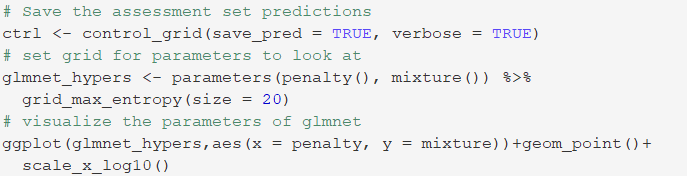 # Save the assessment set predictions
ctrl <- control_grid(save_pred = TRUE, verbose = TRUE)
# set grid for parameters to look at
glmnet_hypers <- parameters(penalty(), mixture()) %>%
  grid_max_entropy(size = 20)
# visualize the parameters of glmnet
ggplot(glmnet_hypers,aes(x = penalty, y = mixture))+geom_point()+
  scale_x_log10()